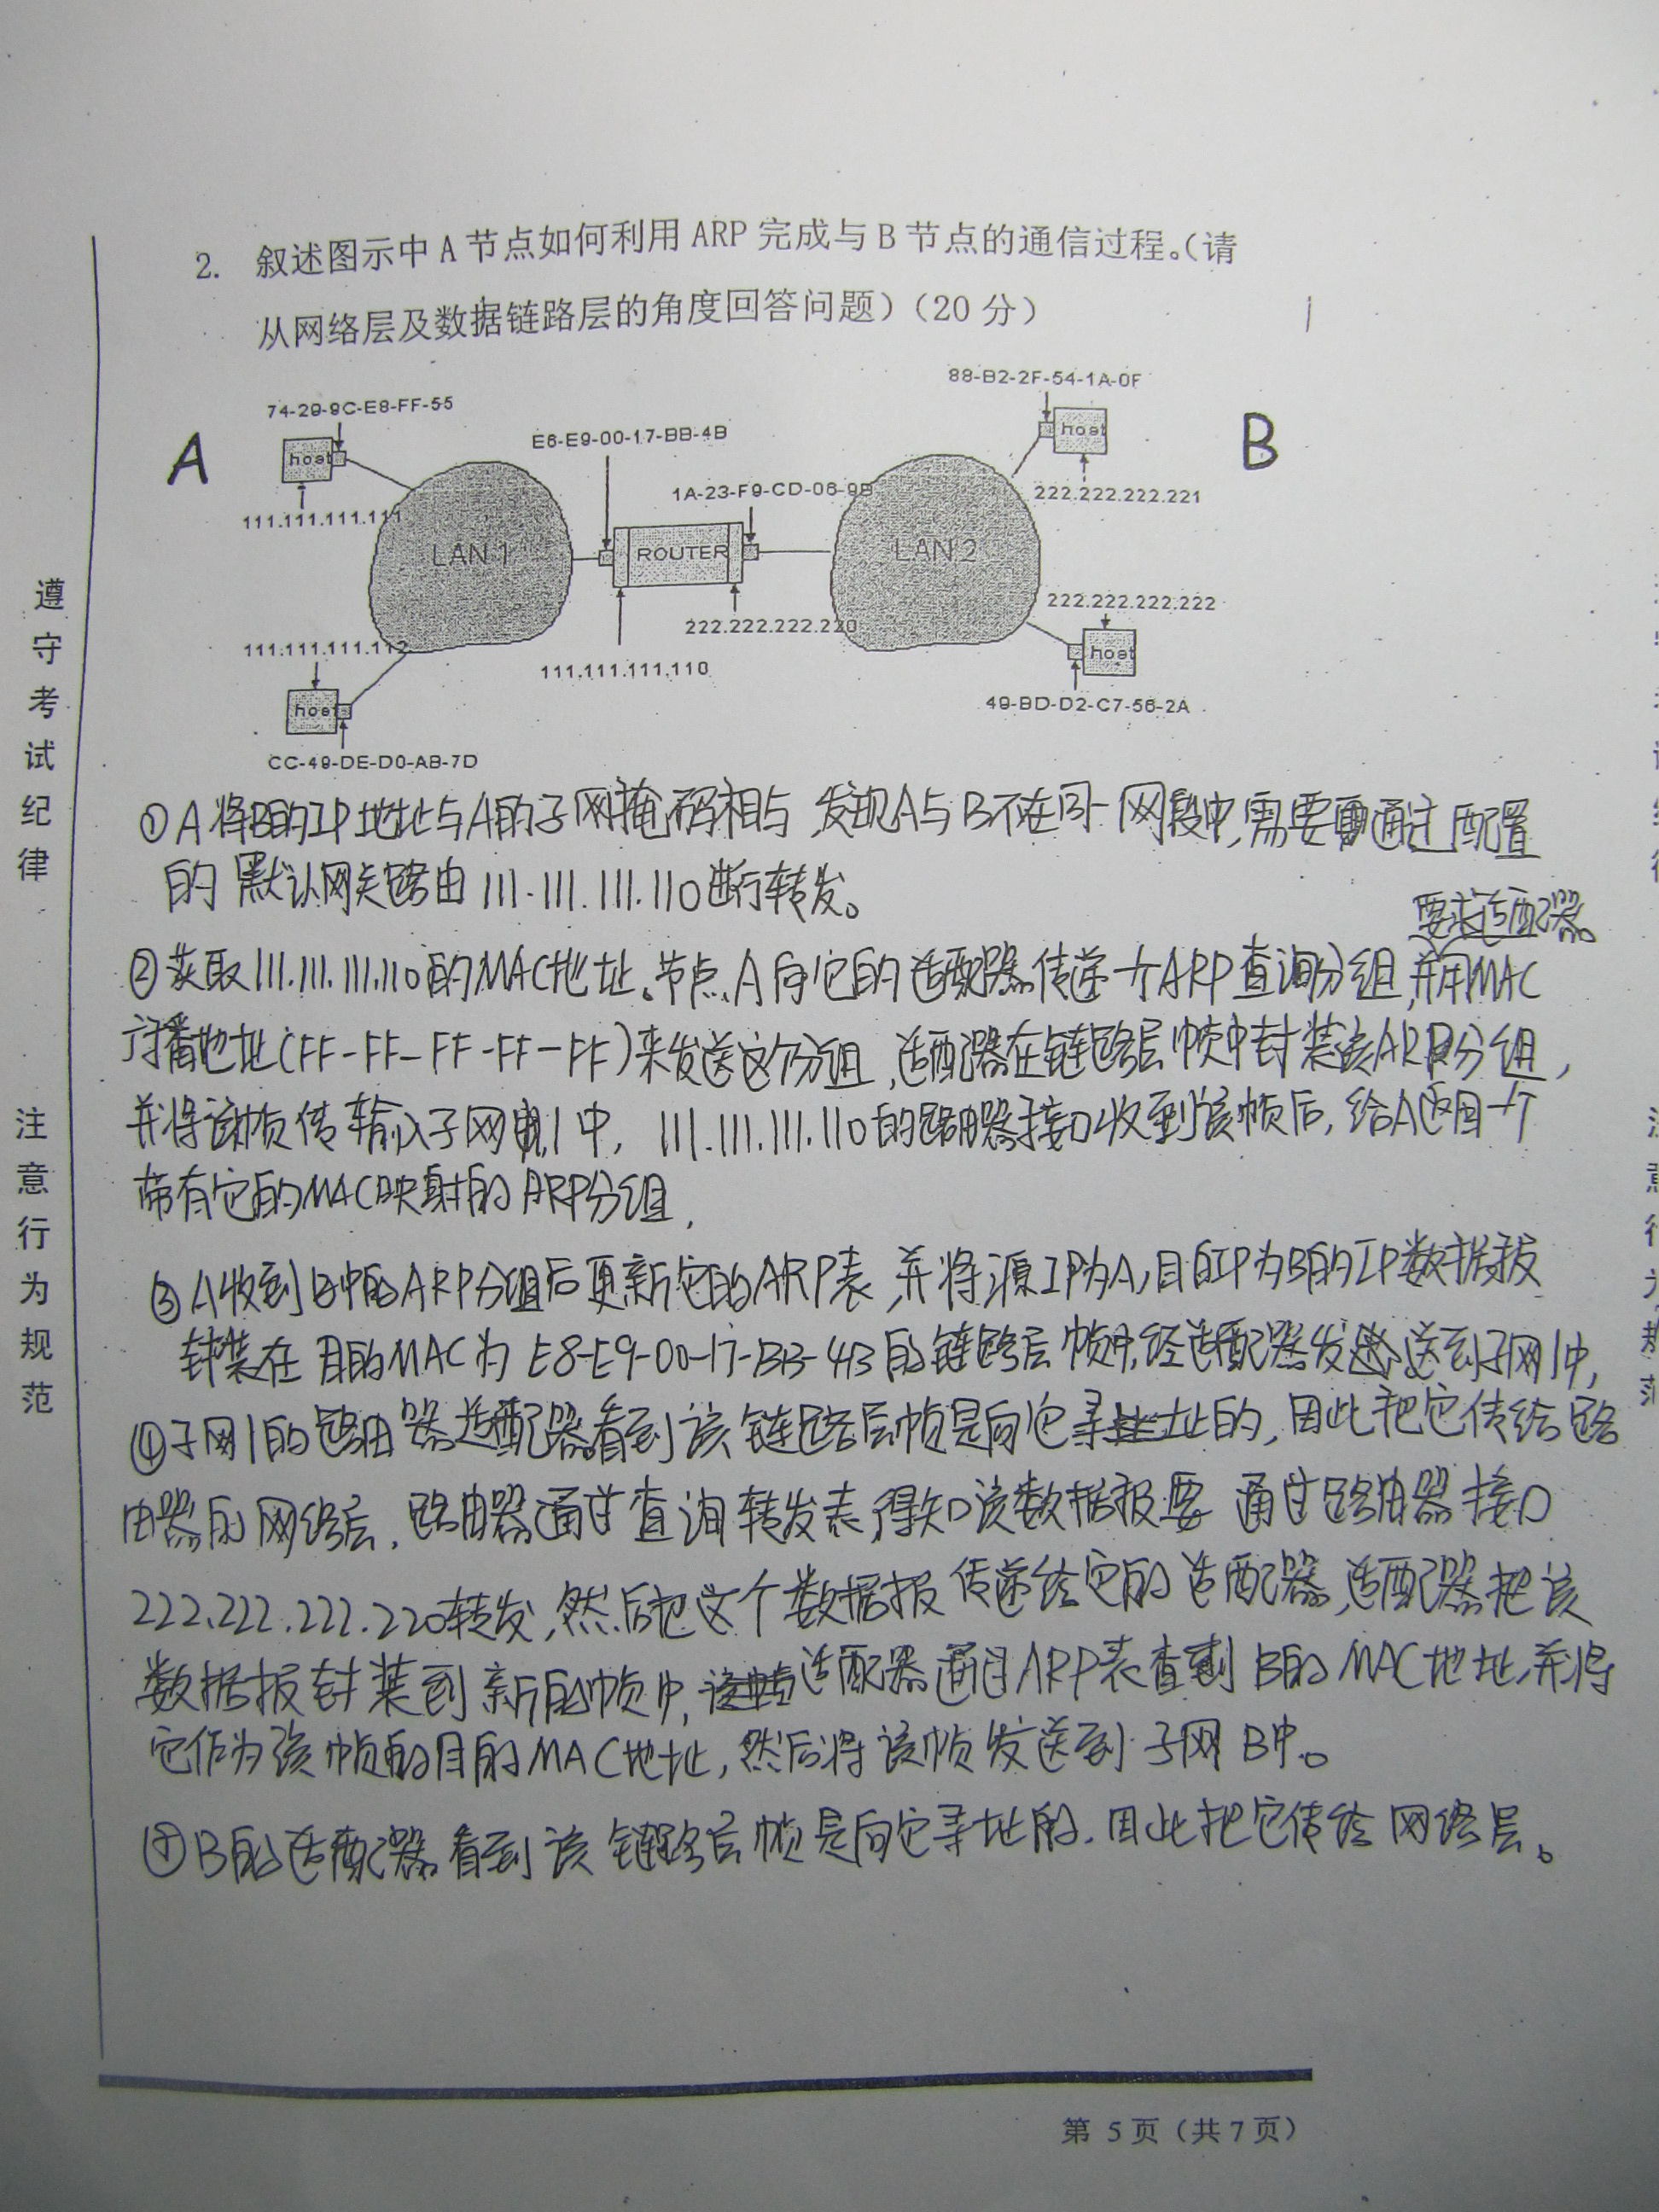 2. 叙述图示中 A 节点如何利用 ARP 完成与 B 节点的通信过程。（请
从网络层及数据链路层的角度回答问题）（20 分）
88-B2-2F-54-1A-0F
74-29-9C-E8-FF-55
E6-E9-00-17-BB-4B
A
host
host
B
1A-23-F9-CD-06-9B
222.222.222.221
111.111.111.111
LAN 1
ROUTER
LAN 2
222.222.222.222
222.222.222.220
111.111.111.112
111.111.111.110
host
host
49-BD-D2-C7-56-2A
CC-49-DE-D0-AB-7D
①A将B的IP地址与A的子网掩码相与,发现A与B不在同一网段中,需要通过配置
的默认网关路由111.111.111.110进行转发。
要求适配器
②获取111.111.111.110的MAC地址。节点A向它的适配器传递一个ARP查询分组,并用MAC
广播地址(FF-FF-FF-FF-FF)来发送这个分组,适配器在链路层帧中封装该ARP分组,
并将该帧传输入子网1中,111.111.111.110的路由器接口收到该帧后,给A返回一个
带有它的MAC映射的ARP分组,
③A收到的ARP分组后更新它的ARP表,并将源IP为A,目的IP为B的IP数据报
封装在目的MAC为E8-E9-00-17-BB-4B的链路层帧中,经适配器发送到子网1中,
④子网1的路由器适配器看到该链路层帧是向它寻址的,因此把它传给路
由器的网络层,路由器通过查询转发表,得知该数据报要通过路由器接口
222.222.222.220转发,然后把这个数据报传递给它的适配器,适配器把该
数据报封装到新的帧中,适配器通过ARP表查到B的MAC地址,并将
它作为该帧的目的MAC地址,然后将该帧发送到子网B中。
⑤B的适配器看到该链路层帧是向它寻址的,因此把它传给网络层。
遵守考试纪律
注意行为规范
第 5 页（共 7 页）